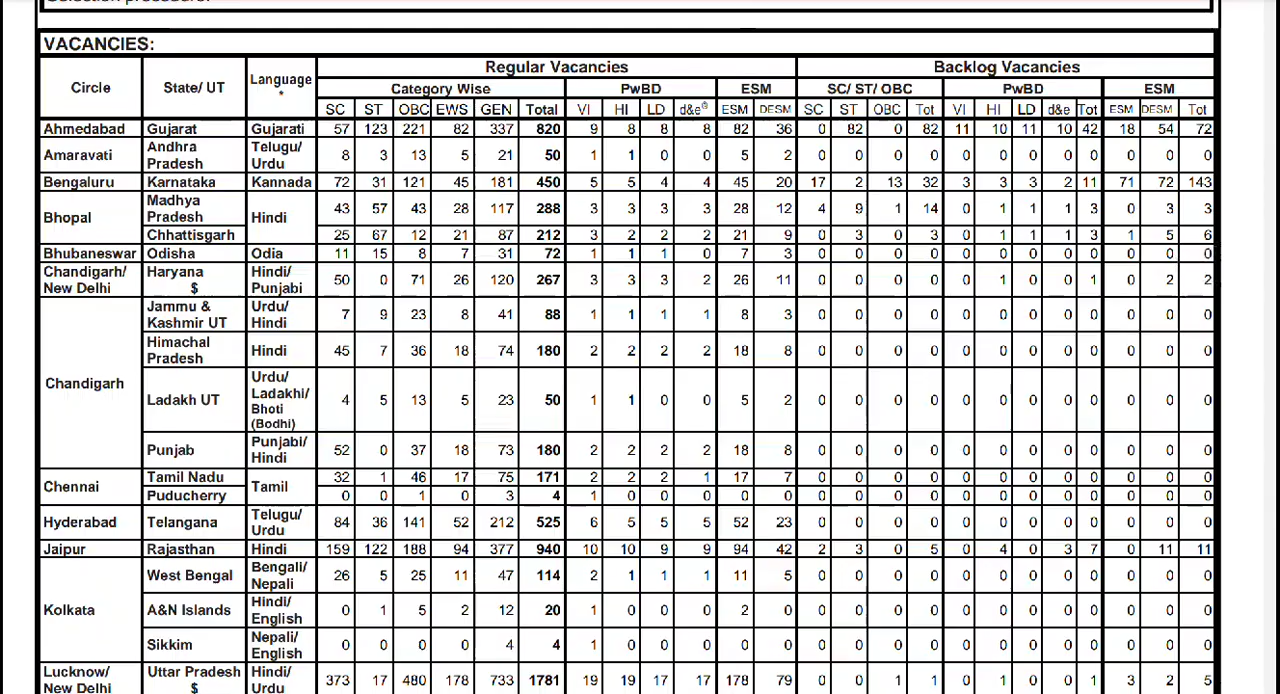 VACANCIES:
Circle State/ UT Language * Regular Vacancies Backlog Vacancies
Category Wise PwBD ESM SC/ ST/ OBC PwBD ESM
SC ST OBC EWS GEN Total VI HI LD d&e@ ESM DESM SC ST OBC Tot VI HI LD d&e Tot ESM DESM Tot
Ahmedabad Gujarat Gujarati 57 123 221 82 337 820 9 8 8 8 82 36 0 82 0 82 11 10 11 10 42 18 54 72
Amaravati Andhra Pradesh Telugu/ Urdu 8 3 13 5 21 50 1 1 0 0 5 2 0 0 0 0 0 0 0 0 0 0 0 0
Bengaluru Karnataka Kannada 72 31 121 45 181 450 5 5 4 4 45 20 17 2 13 32 3 3 3 2 11 71 72 143
Bhopal Madhya Pradesh Hindi 43 57 43 28 117 288 3 3 3 3 28 12 4 9 1 14 0 1 1 1 3 0 3 3
Chhattisgarh 25 67 12 21 87 212 3 2 2 2 21 9 0 3 0 3 0 1 1 1 3 1 5 6
Bhubaneswar Odisha Odia 11 15 8 7 31 72 1 1 1 0 7 3 0 0 0 0 0 0 0 0 0 0 0 0
Chandigarh/ New Delhi Haryana $ Hindi/ Punjabi 50 0 71 26 120 267 3 3 3 2 26 11 0 0 0 0 0 1 0 0 1 0 2 2
Chandigarh Jammu & Kashmir UT Urdu/ Hindi 7 9 23 8 41 88 1 1 1 1 8 3 0 0 0 0 0 0 0 0 0 0 0 0
Himachal Pradesh Hindi 45 7 36 18 74 180 2 2 2 2 18 8 0 0 0 0 0 0 0 0 0 0 0 0
Ladakh UT Urdu/ Ladakhi/ Bhoti (Bodhi) 4 5 13 5 23 50 1 1 0 0 5 2 0 0 0 0 0 0 0 0 0 0 0 0
Punjab Punjabi/ Hindi 52 0 37 18 73 180 2 2 2 2 18 8 0 0 0 0 0 0 0 0 0 0 0 0
Chennai Tamil Nadu Tamil 32 1 46 17 75 171 2 2 2 1 17 7 0 0 0 0 0 0 0 0 0 0 0 0
Puducherry 0 0 1 0 3 4 1 0 0 0 0 0 0 0 0 0 0 0 0 0 0 0 0 0
Hyderabad Telangana Telugu/ Urdu 84 36 141 52 212 525 6 5 5 5 52 23 0 0 0 0 0 0 0 0 0 0 0 0
Jaipur Rajasthan Hindi 159 122 188 94 377 940 10 10 9 9 94 42 2 3 0 5 0 4 0 3 7 0 11 11
Kolkata West Bengal Bengali/ Nepali 26 5 25 11 47 114 2 1 1 1 11 5 0 0 0 0 0 0 0 0 0 0 0 0
A&N Islands Hindi/ English 0 1 5 2 12 20 1 0 0 0 2 0 0 0 0 0 0 0 0 0 0 0 0 0
Sikkim Nepali/ English 0 0 0 0 4 4 1 0 0 0 0 0 0 0 0 0 0 0 0 0 0 0 0 0
Lucknow/ New Delhi Uttar Pradesh $ Hindi/ Urdu 373 17 480 178 733 1781 19 19 17 17 178 79 0 0 1 1 0 1 0 0 1 3 2 5